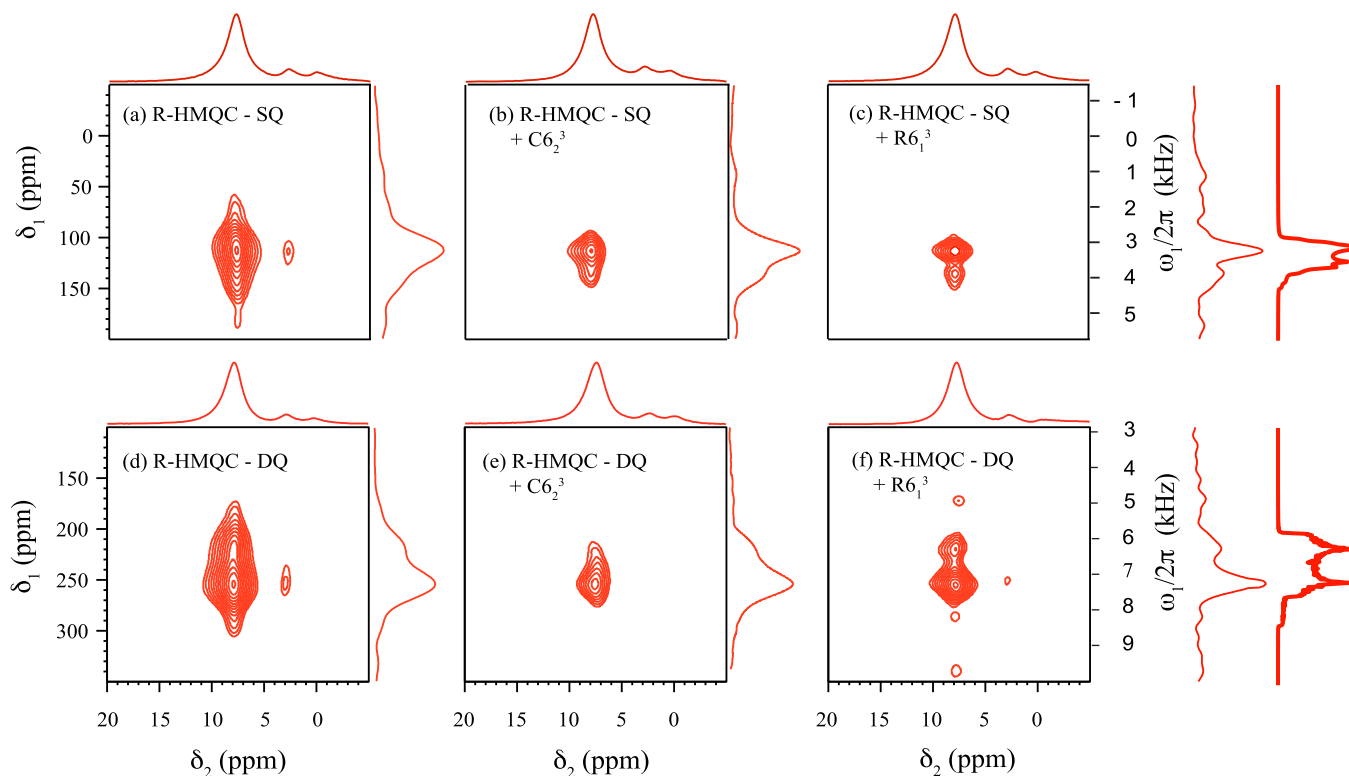 (a) R-HMQC - SQ
(b) R-HMQC - SQ
+ C6₂³
(c) R-HMQC - SQ
+ R6₁³
δ₁ (ppm)
0
50
100
150
- 1
0
1
2
3
4
5
ω₁/2π (kHz)
(d) R-HMQC - DQ
(e) R-HMQC - DQ
+ C6₂³
(f) R-HMQC - DQ
+ R6₁³
δ₁ (ppm)
150
200
250
300
3
4
5
6
7
8
9
ω₁/2π (kHz)
20 15 10 5 0
20 15 10 5 0
20 15 10 5 0
δ₂ (ppm)
δ₂ (ppm)
δ₂ (ppm)